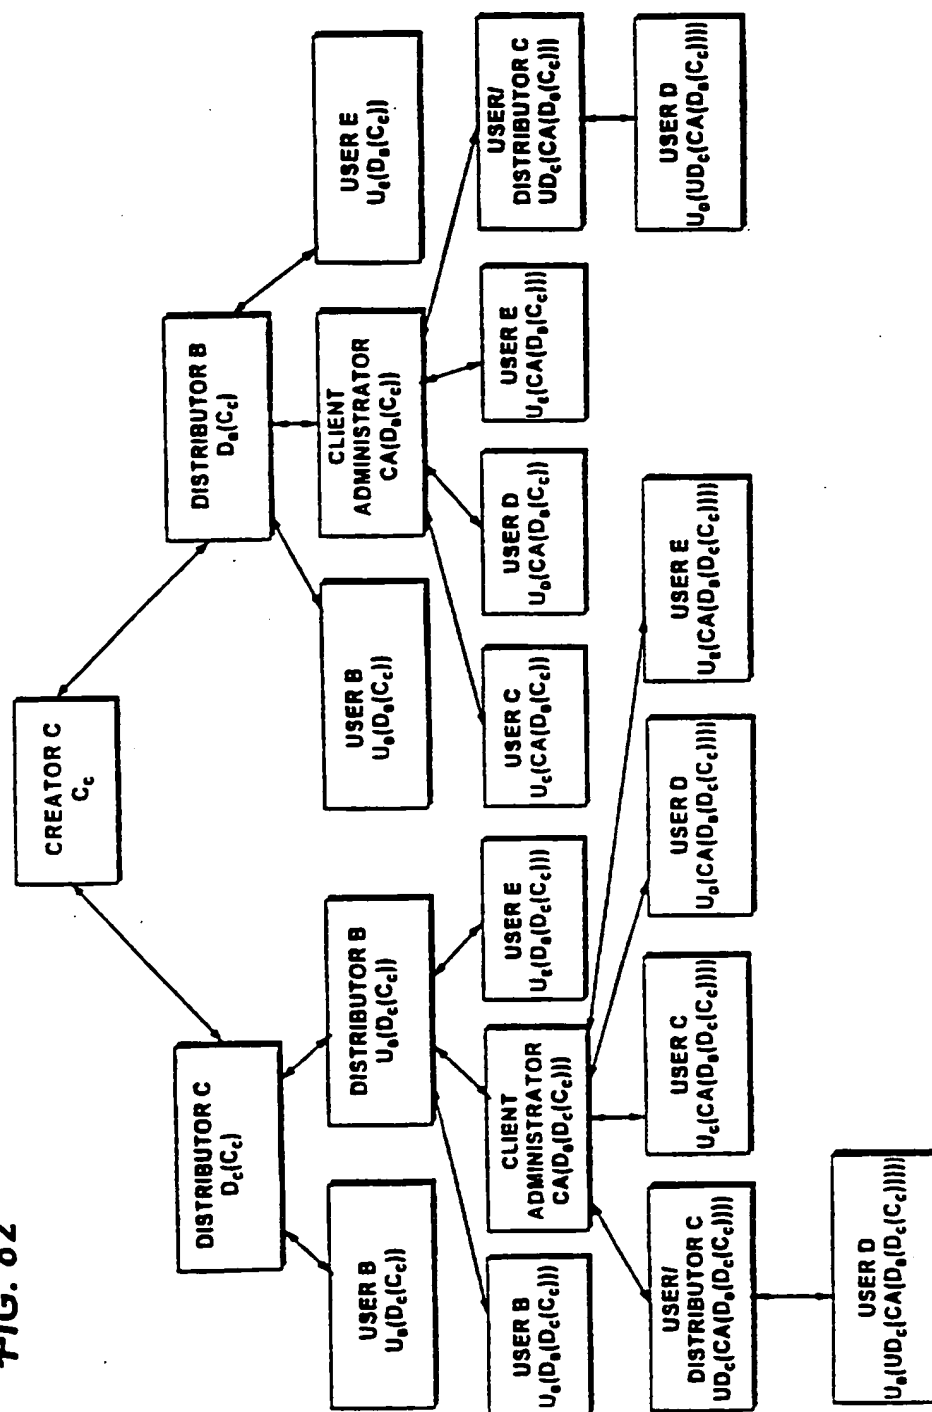 FIG. 82
CREATOR C
C_C
DISTRIBUTOR C
D_C(C_C)
DISTRIBUTOR B
D_B(C_C)
USER B
U_B(D_C(C_C))
DISTRIBUTOR B
U_B(D_C(C_C))
USER B
U_B(D_B(C_C))
CLIENT
ADMINISTRATOR
CA(D_B(C_C))
USER E
U_E(D_B(C_C))
USER B
U_B(D_B(D_C(C_C)))
CLIENT
ADMINISTRATOR
CA(D_B(D_C(C_C)))
USER E
U_E(D_B(D_C(C_C)))
USER C
U_C(CA(D_B(C_C))
USER D
U_D(CA(D_B(C_C))
USER E
U_E(CA(D_B(C_C)))
USER/
DISTRIBUTOR C
UD_C(CA(D_B(C_C)))
USER/
DISTRIBUTOR C
UD_C(CA(D_B(D_C(C_C))))
USER C
U_C(CA(D_B(D_C(C_C))))
USER D
U_D(CA(D_B(D_C(C_C))))
USER E
U_E(CA(D_B(D_C(C_C))))
USER D
U_D(UD_C(CA(D_B(C_C))))
USER D
U_B(UD_C(CA(D_B(D_C(C_C)))))